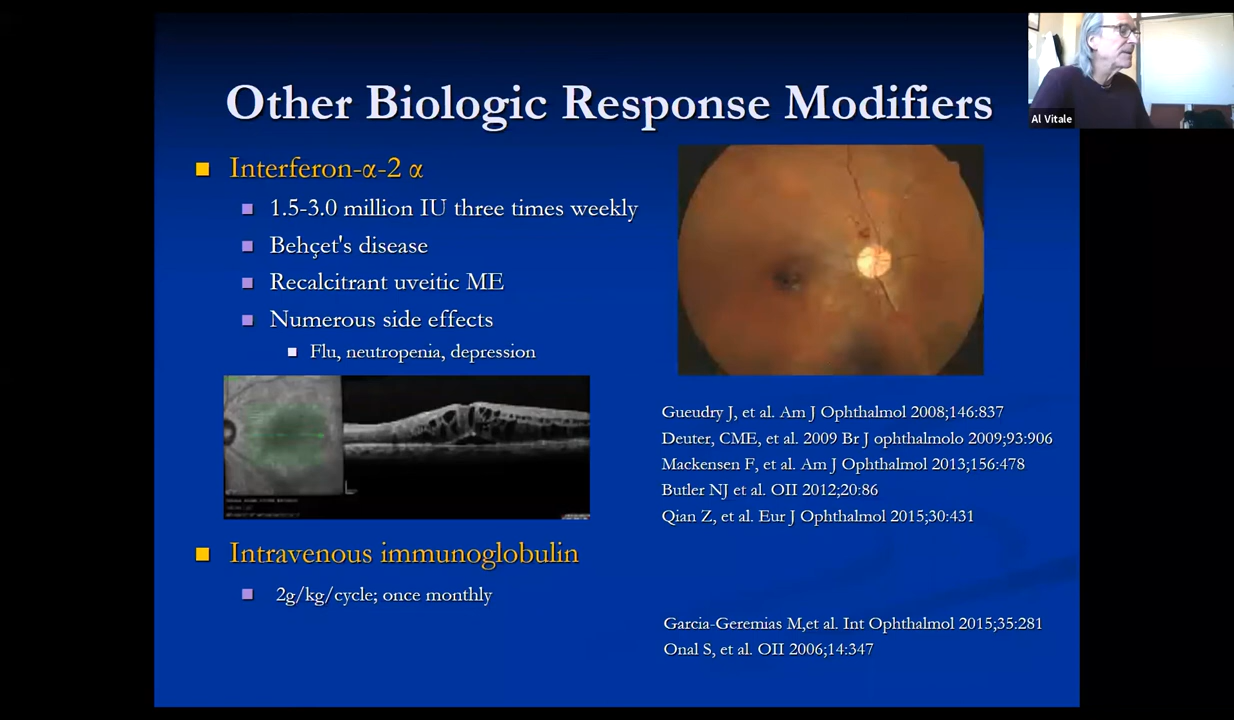 Other Biologic Response Modifiers
Al Vitale
Interferon-α-2 α
1.5-3.0 million IU three times weekly
Behçet's disease
Recalcitrant uveitic ME
Numerous side effects
Flu, neutropenia, depression
Gueudry J, et al. Am J Ophthalmol 2008;146:837
Deuter, CME, et al. 2009 Br J ophthalmolo 2009;93:906
Mackensen F, et al. Am J Ophthalmol 2013;156:478
Butler NJ et al. OII 2012;20:86
Qian Z, et al. Eur J Ophthalmol 2015;30:431
Intravenous immunoglobulin
2g/kg/cycle; once monthly
Garcia-Geremias M,et al. Int Ophthalmol 2015;35:281
Onal S, et al. OII 2006;14:347